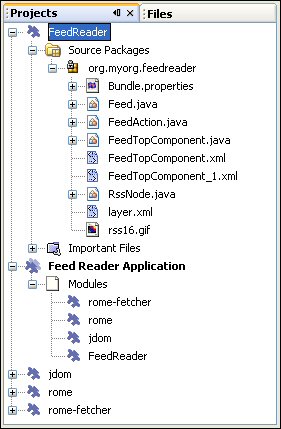 Projects Files
FeedReader
Source Packages
org.myorg.feedreader
Bundle.properties
Feed.java
FeedAction.java
FeedTopComponent.java
FeedTopComponent.xml
FeedTopComponent_1.xml
RssNode.java
layer.xml
rss16.gif
Important Files
Feed Reader Application
Modules
rome-fetcher
rome
jdom
FeedReader
jdom
rome
rome-fetcher